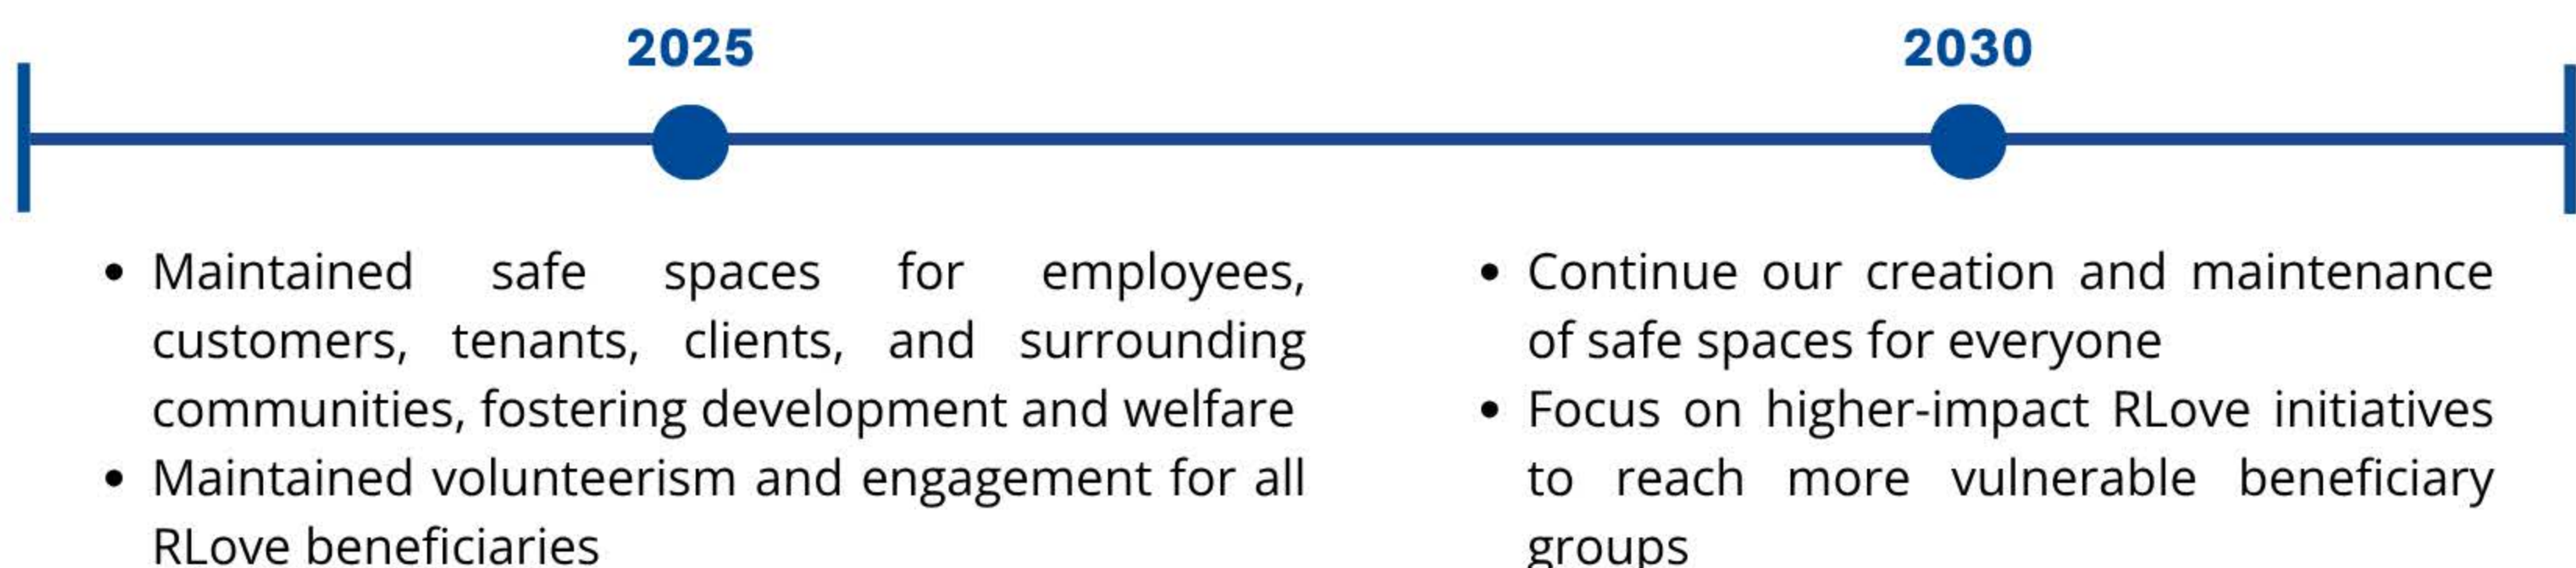 2025
2030
• Maintained safe spaces for employees,
customers, tenants, clients, and surrounding
communities, fostering development and welfare
• Maintained volunteerism and engagement for all
RLove beneficiaries
• Continue our creation and maintenance
of safe spaces for everyone
• Focus on higher-impact RLove initiatives
to reach more vulnerable beneficiary
groups